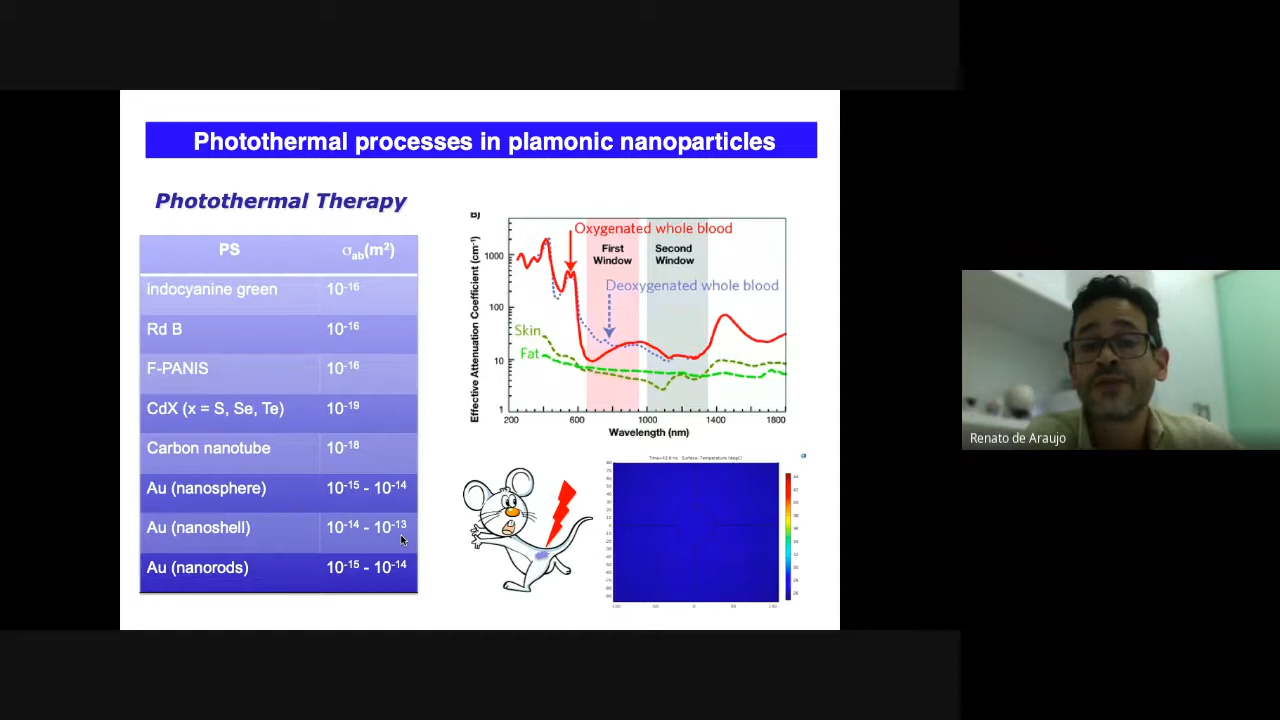 Photothermal processes in plamonic nanoparticles
Photothermal Therapy
PS σab(m²)
indocyanine green 10-16
Rd B 10-16
F-PANIS 10-16
CdX (x = S, Se, Te) 10-19
Carbon nanotube 10-18
Au (nanosphere) 10-15 - 10-14
Au (nanoshell) 10-14 - 10-13
Au (nanorods) 10-15 - 10-14
B)
Oxygenated whole blood
First Window
Second Window
Deoxygenated whole blood
Skin
Fat
Effective Attenuation Coefficient (cm-1)
1000
100
10
1
200 600 1000 1400 1800
Wavelength (nm)
Surface: Temperature (degC)
Renato de Araujo